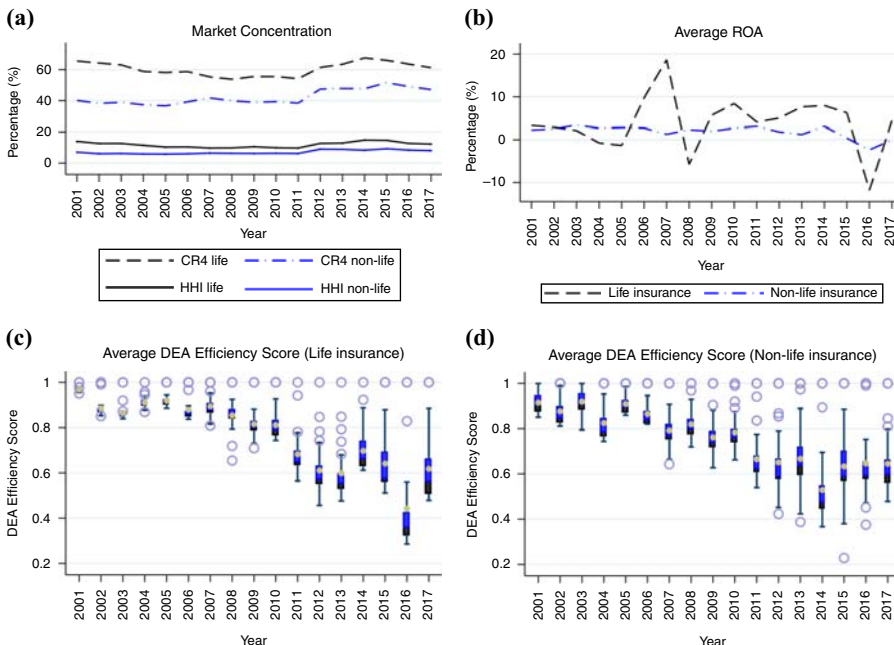 (a)
Market Concentration
Percentage (%)
60
40
20
0
2001 2002 2003 2004 2005 2006 2007 2008 2009 2010 2011 2012 2013 2014 2015 2016 2017
Year
CR4 life CR4 non-life
HHI life HHI non-life
(b)
Average ROA
Percentage (%)
20
10
0
−10
2001 2002 2003 2004 2005 2006 2007 2008 2009 2010 2011 2012 2013 2014 2015 2016 2017
Year
Life insurance Non-life insurance
(c)
Average DEA Efficiency Score (Life insurance)
DEA Efficiency Score
1
0.8
0.6
0.4
0.2
2001 2002 2003 2004 2005 2006 2007 2008 2009 2010 2011 2012 2013 2014 2015 2016 2017
Year
(d)
Average DEA Efficiency Score (Non-life insurance)
DEA Efficiency Score
1
0.8
0.6
0.4
0.2
2001 2002 2003 2004 2005 2006 2007 2008 2009 2010 2011 2012 2013 2014 2015 2016 2017
Year